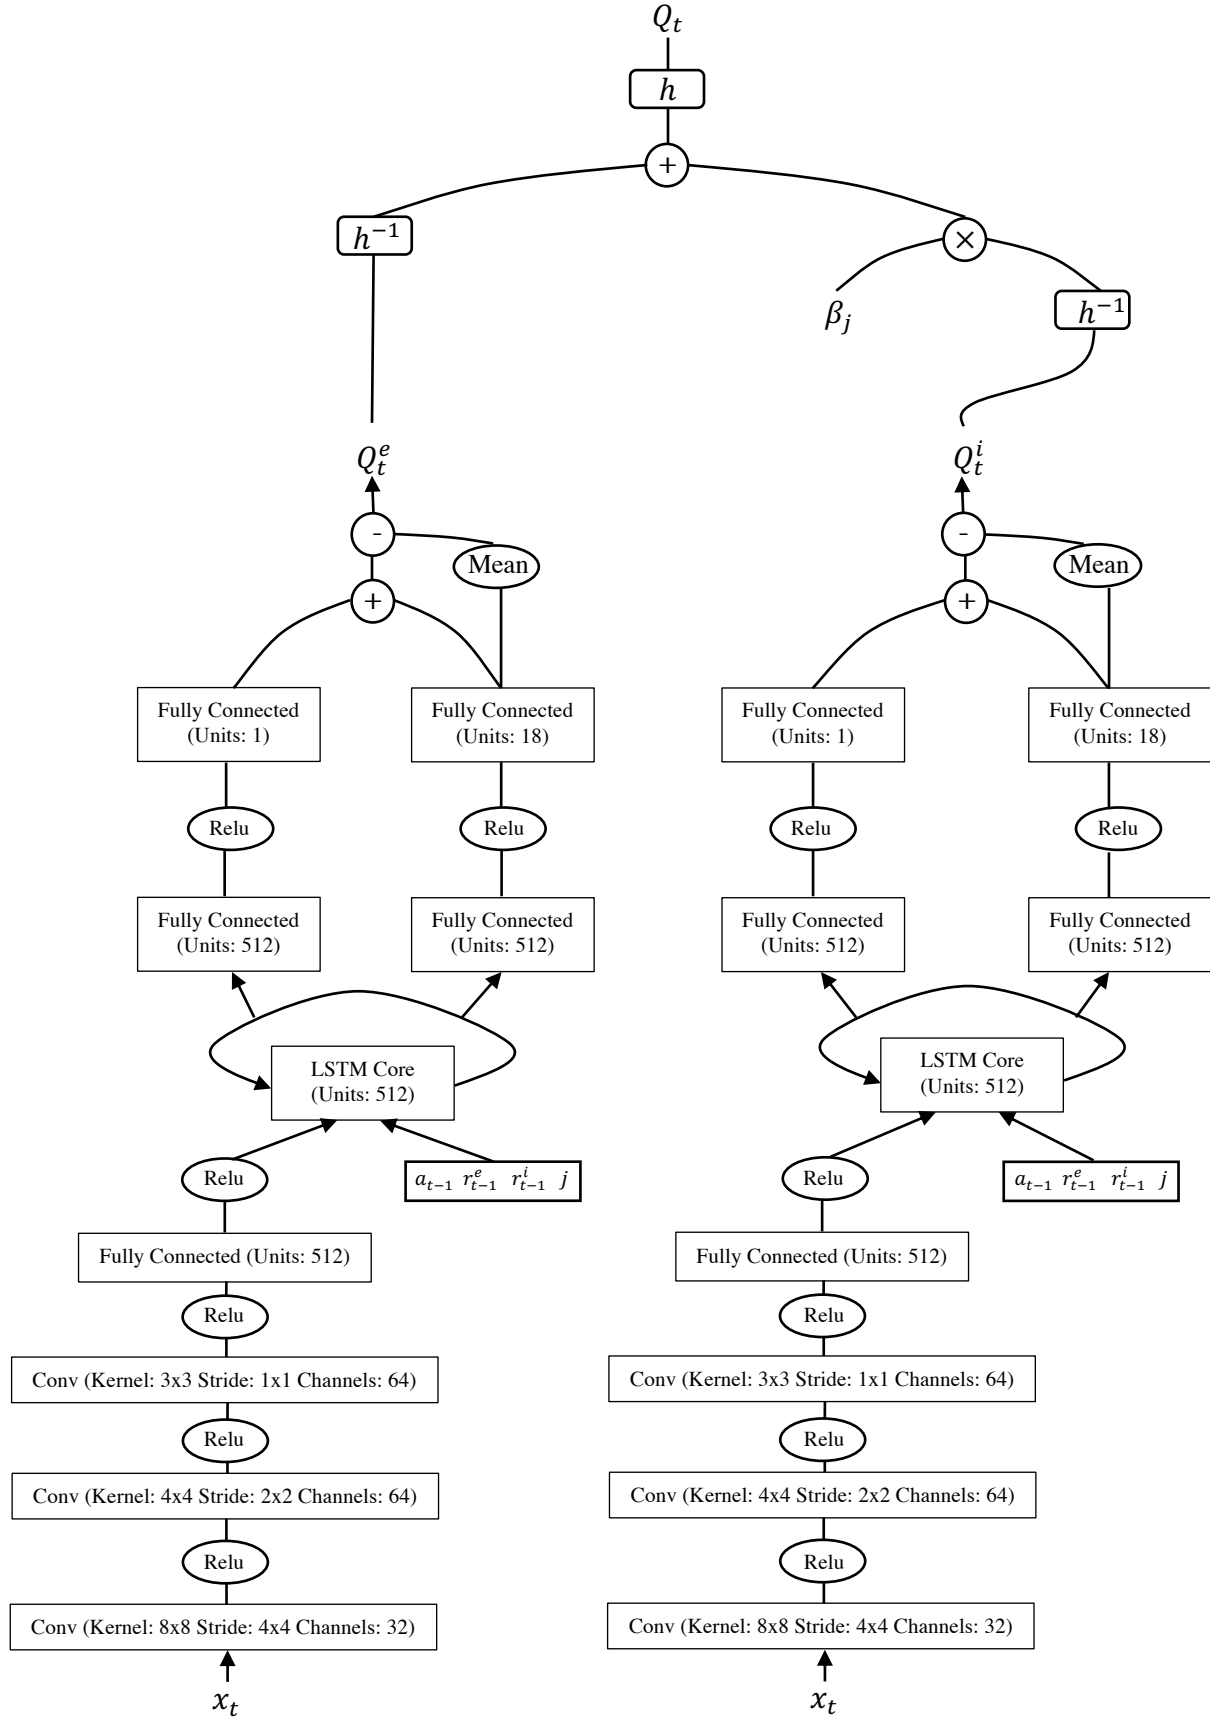 Q_t
h
+
h^{-1}
×
β_j
h^{-1}
Q_t^e
Q_t^i
-
Mean
-
Mean
+
+
Fully Connected
(Units: 1)
Fully Connected
(Units: 18)
Fully Connected
(Units: 1)
Fully Connected
(Units: 18)
Relu
Relu
Relu
Relu
Fully Connected
(Units: 512)
Fully Connected
(Units: 512)
Fully Connected
(Units: 512)
Fully Connected
(Units: 512)
LSTM Core
(Units: 512)
LSTM Core
(Units: 512)
Relu
a_{t-1} r_{t-1}^e r_{t-1}^i j
Relu
a_{t-1} r_{t-1}^e r_{t-1}^i j
Fully Connected (Units: 512)
Fully Connected (Units: 512)
Relu
Relu
Conv (Kernel: 3x3 Stride: 1x1 Channels: 64)
Conv (Kernel: 3x3 Stride: 1x1 Channels: 64)
Relu
Relu
Conv (Kernel: 4x4 Stride: 2x2 Channels: 64)
Conv (Kernel: 4x4 Stride: 2x2 Channels: 64)
Relu
Relu
Conv (Kernel: 8x8 Stride: 4x4 Channels: 32)
Conv (Kernel: 8x8 Stride: 4x4 Channels: 32)
x_t
x_t